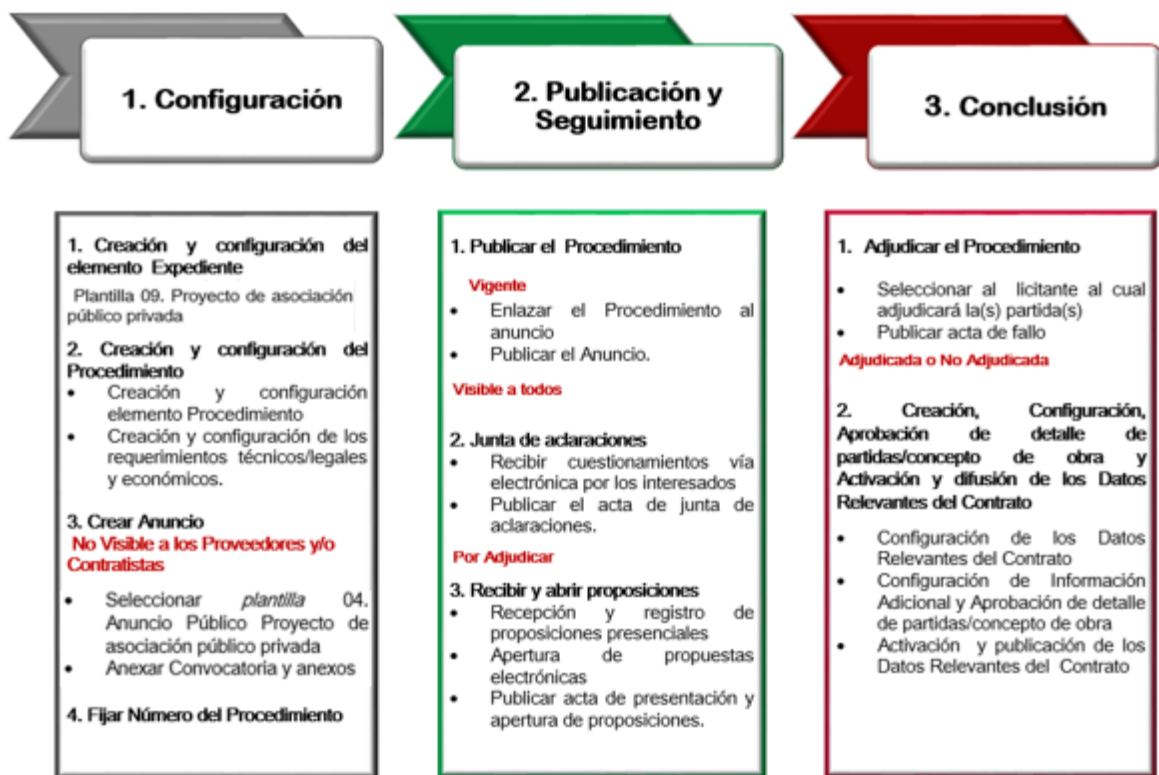 1. Configuración
2. Publicación y
Seguimiento
3. Conclusión
1. Creación y configuración del
elemento Expediente
Plantilla 09. Proyecto de asociación
público privada
2. Creación y configuración del
Procedimiento
• Creación y configuración
elemento Procedimiento
• Creación y configuración de los
requerimientos técnicos/legales
y económicos.
3. Crear Anuncio
No Visible a los Proveedores y/o
Contratistas
• Seleccionar plantilla 04.
Anuncio Público Proyecto de
asociación público privada
• Anexar Convocatoria y anexos
4. Fijar Número del Procedimiento
1. Publicar el Procedimiento
Vigente
• Enlazar el Procedimiento al
anuncio
• Publicar el Anuncio.
Visible a todos
2. Junta de aclaraciones
• Recibir cuestionamientos vía
electrónica por los interesados
• Publicar el acta de junta de
aclaraciones.
Por Adjudicar
3. Recibir y abrir proposiciones
• Recepción y registro de
proposiciones presenciales
• Apertura de propuestas
electrónicas
• Publicar acta de presentación y
apertura de proposiciones.
1. Adjudicar el Procedimiento
• Seleccionar al licitante al cual
adjudicará la(s) partida(s)
• Publicar acta de fallo
Adjudicada o No Adjudicada
2. Creación, Configuración,
Aprobación de detalle de
partidas/concepto de obra y
Activación y difusión de los Datos
Relevantes del Contrato
• Configuración de los Datos
Relevantes del Contrato
• Configuración de Información
Adicional y Aprobación de detalle
de partidas/concepto de obra
• Activación y publicación de los
Datos Relevantes del Contrato